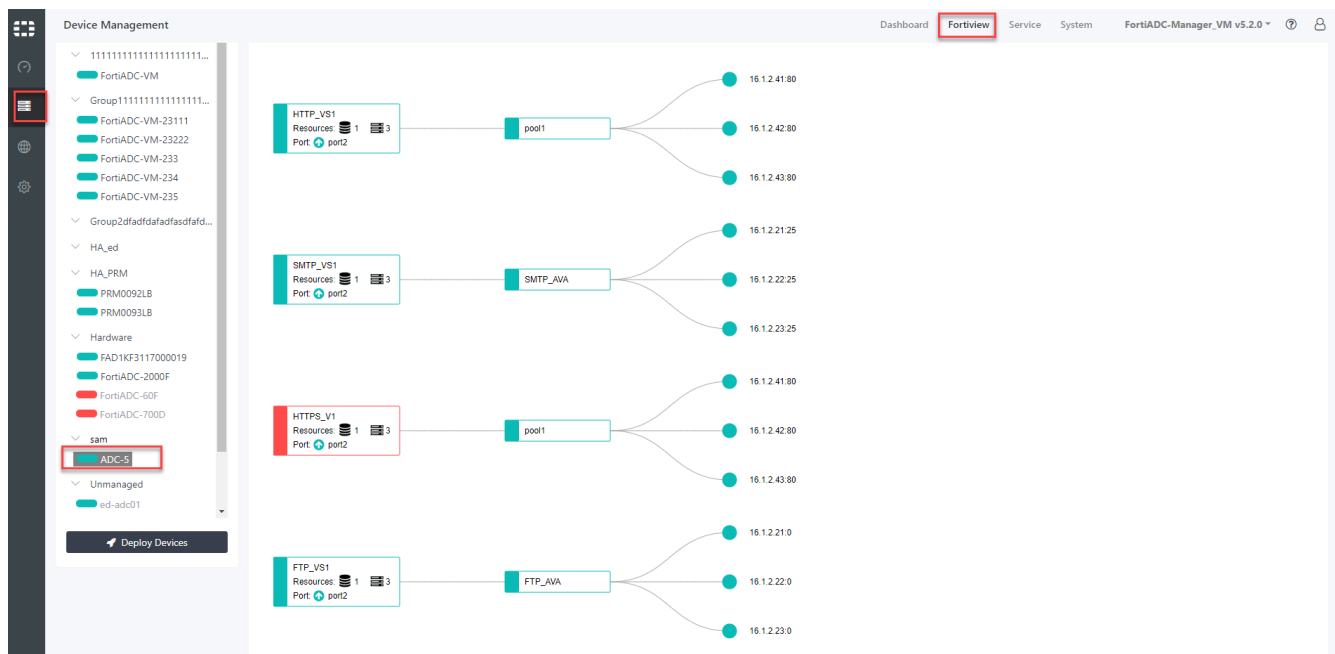 Device Management
Dashboard
Fortiview
Service
System
FortiADC-Manager_VM v5.2.0
FortiADC-VM
FortiADC-VM-23111
FortiADC-VM-23222
FortiADC-VM-233
FortiADC-VM-234
FortiADC-VM-235
HA_ed
HA_PRM
PRM0092LB
PRM0093LB
Hardware
FAD1KF3117000019
FortiADC-2000F
FortiADC-60F
FortiADC-700D
sam
ADC-5
Unmanaged
ed-adc01
Deploy Devices
HTTP_VS1
Resources: 1 3
Port: port2
pool1
16.1.2.41:80
16.1.2.42:80
16.1.2.43:80
SMTP_VS1
Resources: 1 3
Port: port2
SMTP_AVA
16.1.2.21:25
16.1.2.22:25
16.1.2.23:25
HTTPS_V1
Resources: 1 3
Port: port2
pool1
16.1.2.41:80
16.1.2.42:80
16.1.2.43:80
FTP_VS1
Resources: 1 3
Port: port2
FTP_AVA
16.1.2.21:0
16.1.2.22:0
16.1.2.23:0